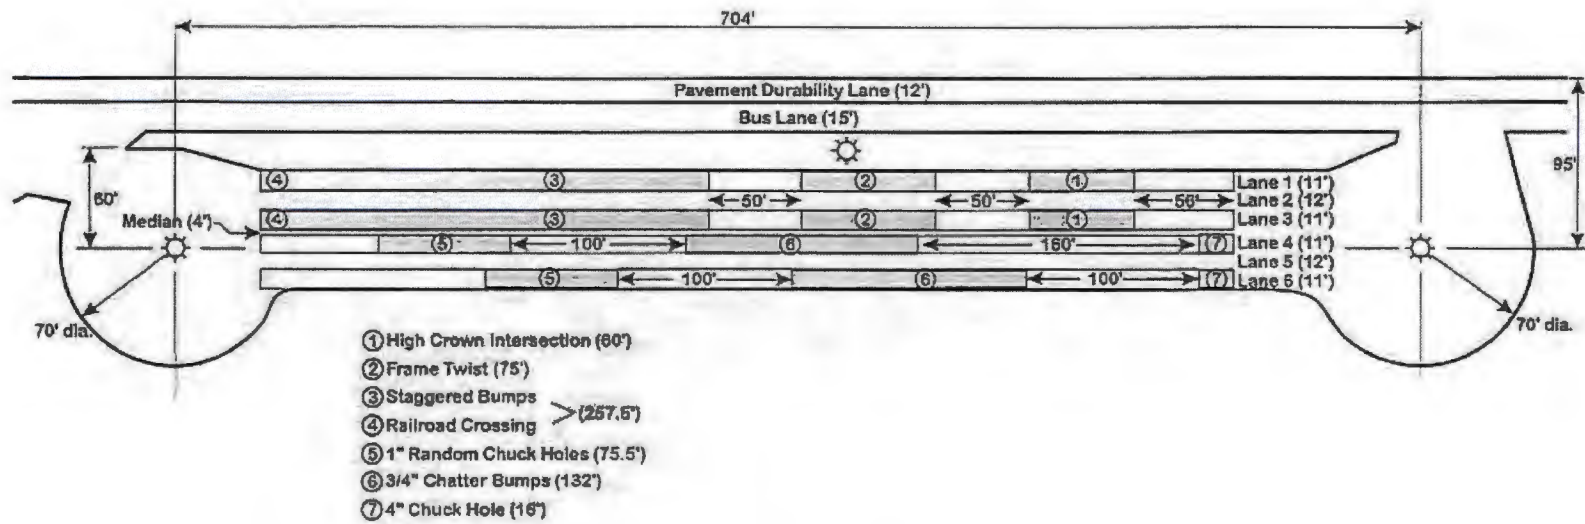 704'
Pavement Durability Lane (12')
Bus Lane (15')
95'
60'
④ ③ ② ① Lane 1 (11')
50' 50' 56' Lane 2 (12')
Median (4') ④ ③ ② ① Lane 3 (11')
⑤ 100' ⑥ 160' ⑦ Lane 4 (11')
Lane 5 (12')
⑤ 100' ⑥ 100' ⑦ Lane 6 (11')
70' dia.
70' dia.
① High Crown Intersection (60')
② Frame Twist (75')
③ Staggered Bumps
> (257.5')
④ Railroad Crossing
⑤ 1" Random Chuck Holes (75.5')
⑥ 3/4" Chatter Bumps (132')
⑦ 4" Chuck Hole (16')